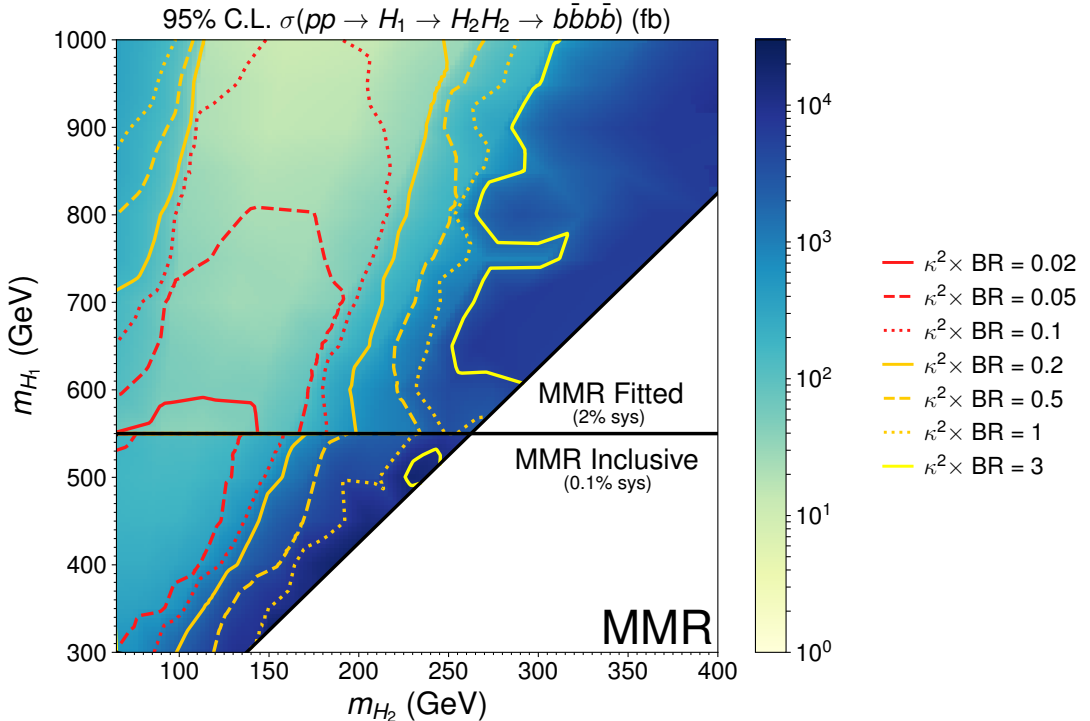 95% C.L. σ(pp → H₁ → H₂H₂ → bb̄bb̄) (fb)
1000
900
800
700
600
500
400
300
m_{H₁} (GeV)
100
150
200
250
300
350
400
m_{H₂} (GeV)
MMR Fitted
(2% sys)
MMR Inclusive
(0.1% sys)
MMR
10⁴
10³
10²
10¹
10⁰
κ²× BR = 0.02
κ²× BR = 0.05
κ²× BR = 0.1
κ²× BR = 0.2
κ²× BR = 0.5
κ²× BR = 1
κ²× BR = 3